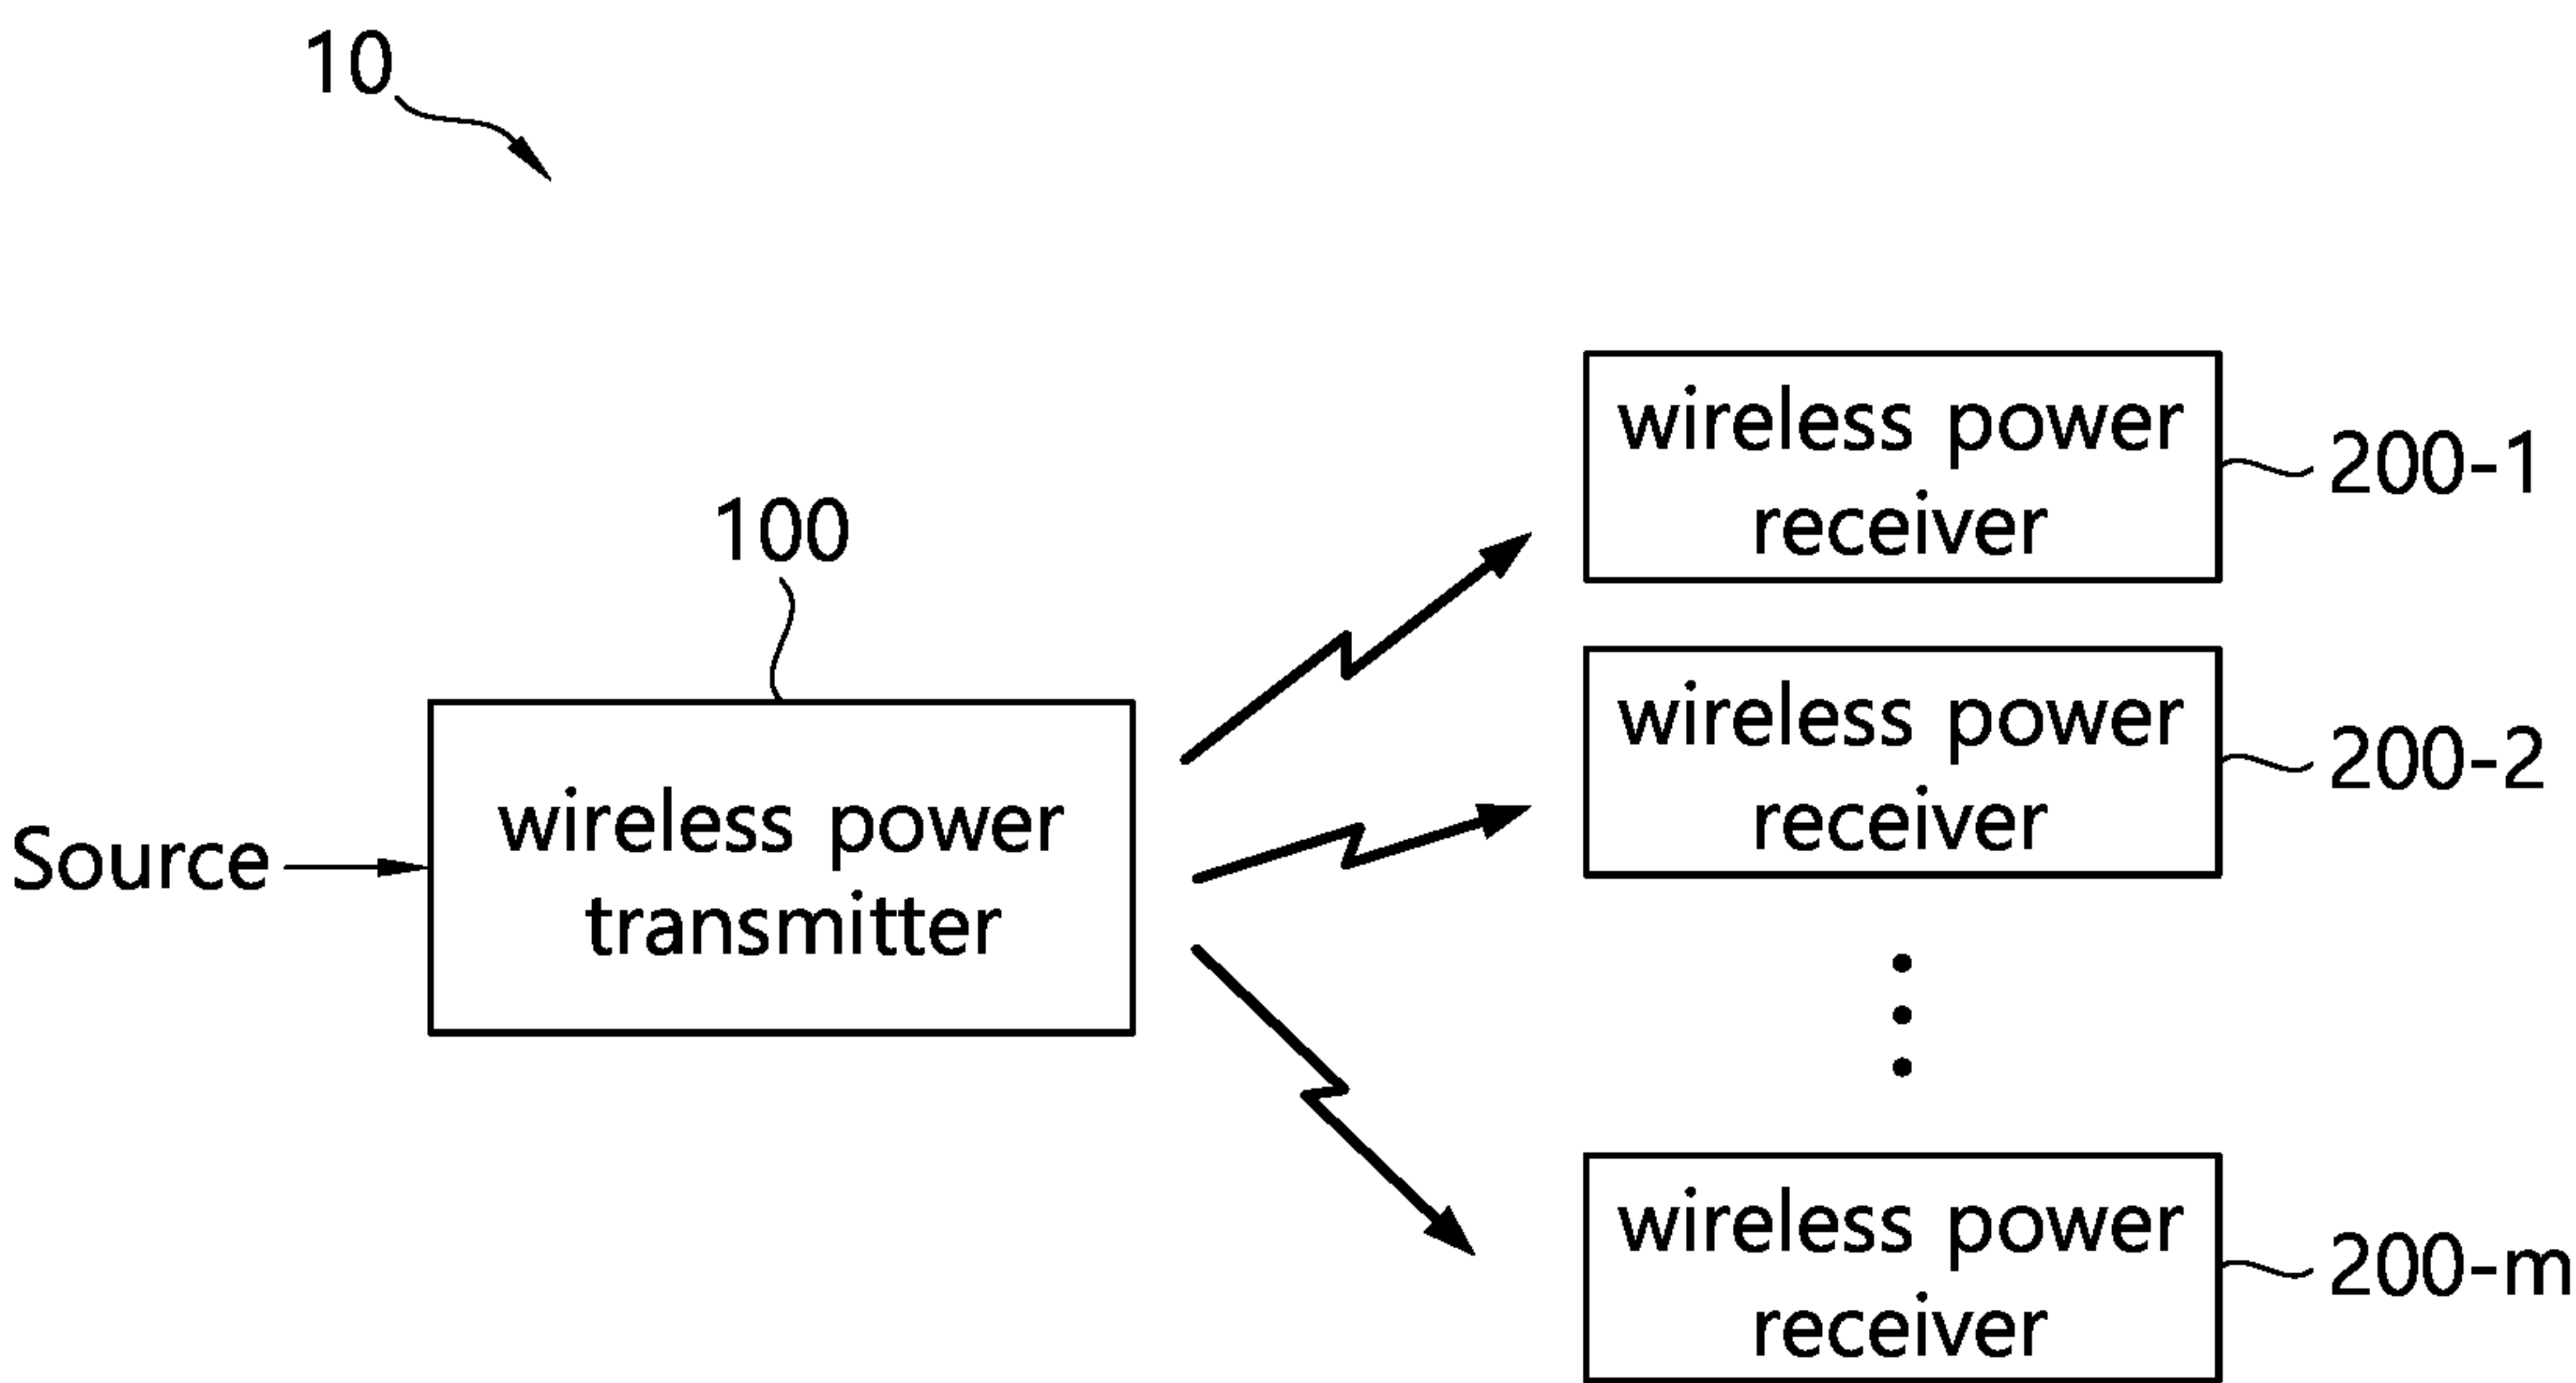 10
100
Source
wireless power
transmitter
wireless power
receiver
200-1
wireless power
receiver
200-2
wireless power
receiver
200-m